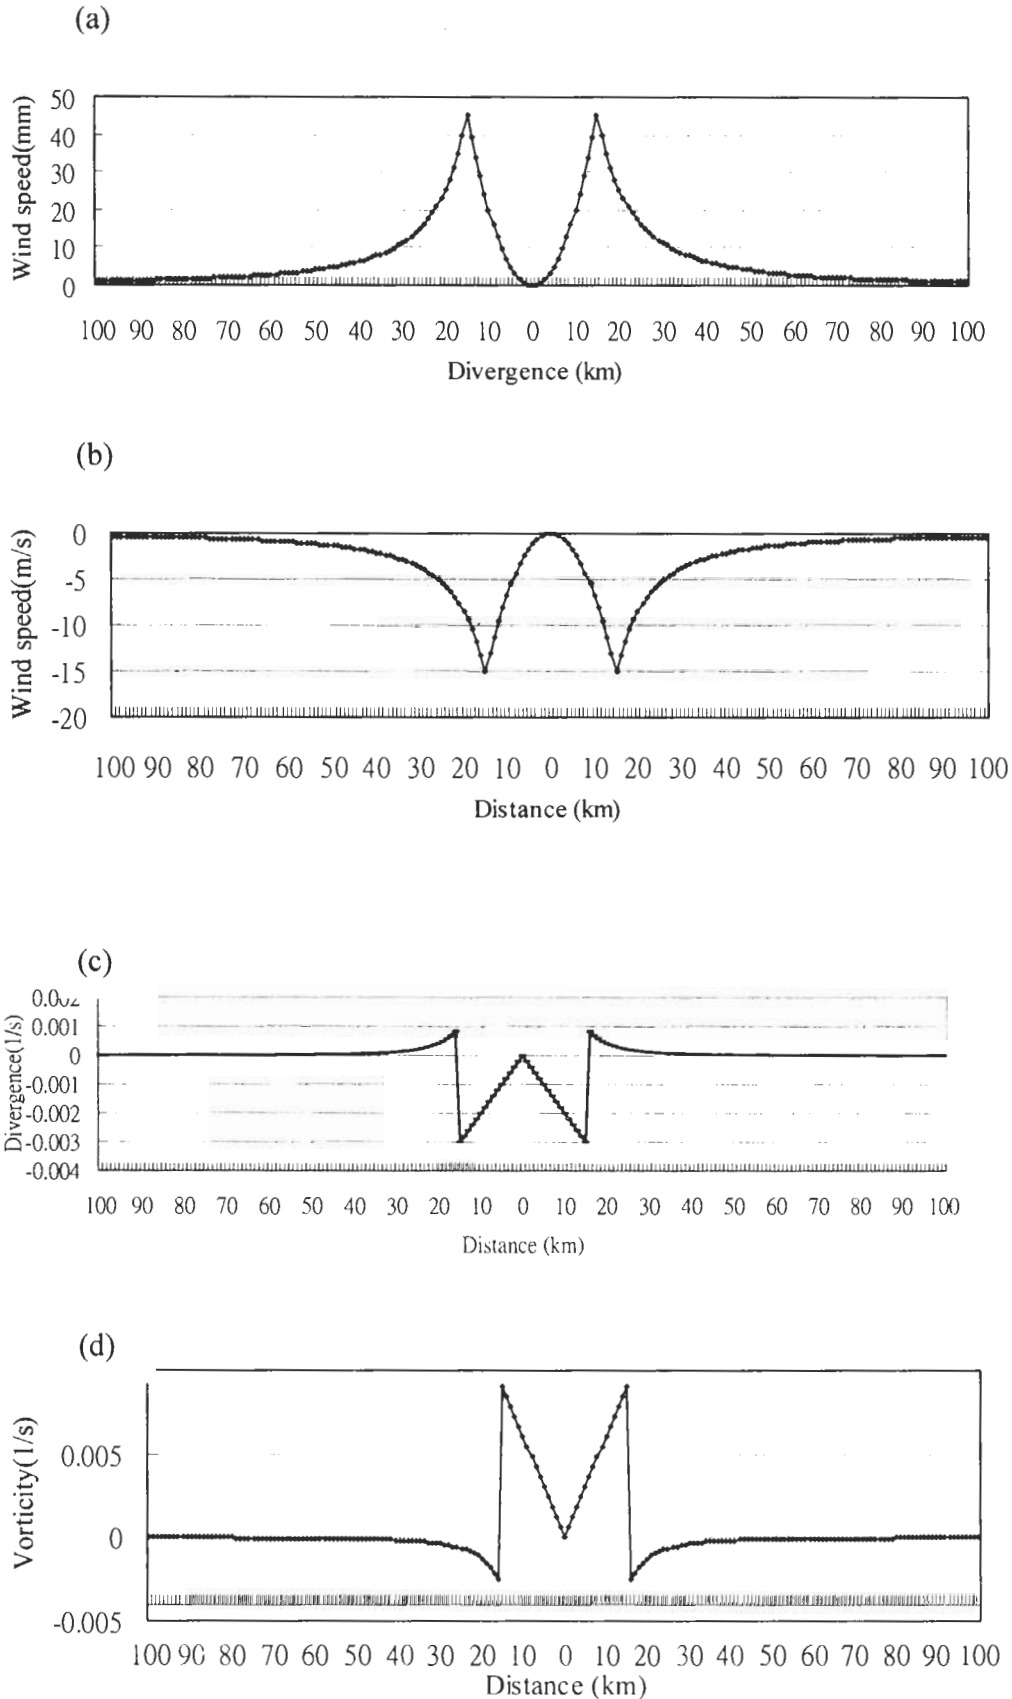 (a)
Wind speed(mm)
50
40
30
20
10
0
100 90 80 70 60 50 40 30 20 10 0 10 20 30 40 50 60 70 80 90 100
Divergence (km)
(b)
Wind speed(m/s)
0
-5
-10
-15
-20
100 90 80 70 60 50 40 30 20 10 0 10 20 30 40 50 60 70 80 90 100
Distance (km)
(c)
Divergence(1/s)
0.002
0.001
0
-0.001
-0.002
-0.003
-0.004
100 90 80 70 60 50 40 30 20 10 0 10 20 30 40 50 60 70 80 90 100
Distance (km)
(d)
Vorticity(1/s)
0.005
0
-0.005
100 90 80 70 60 50 40 30 20 10 0 10 20 30 40 50 60 70 80 90 100
Distance (km)